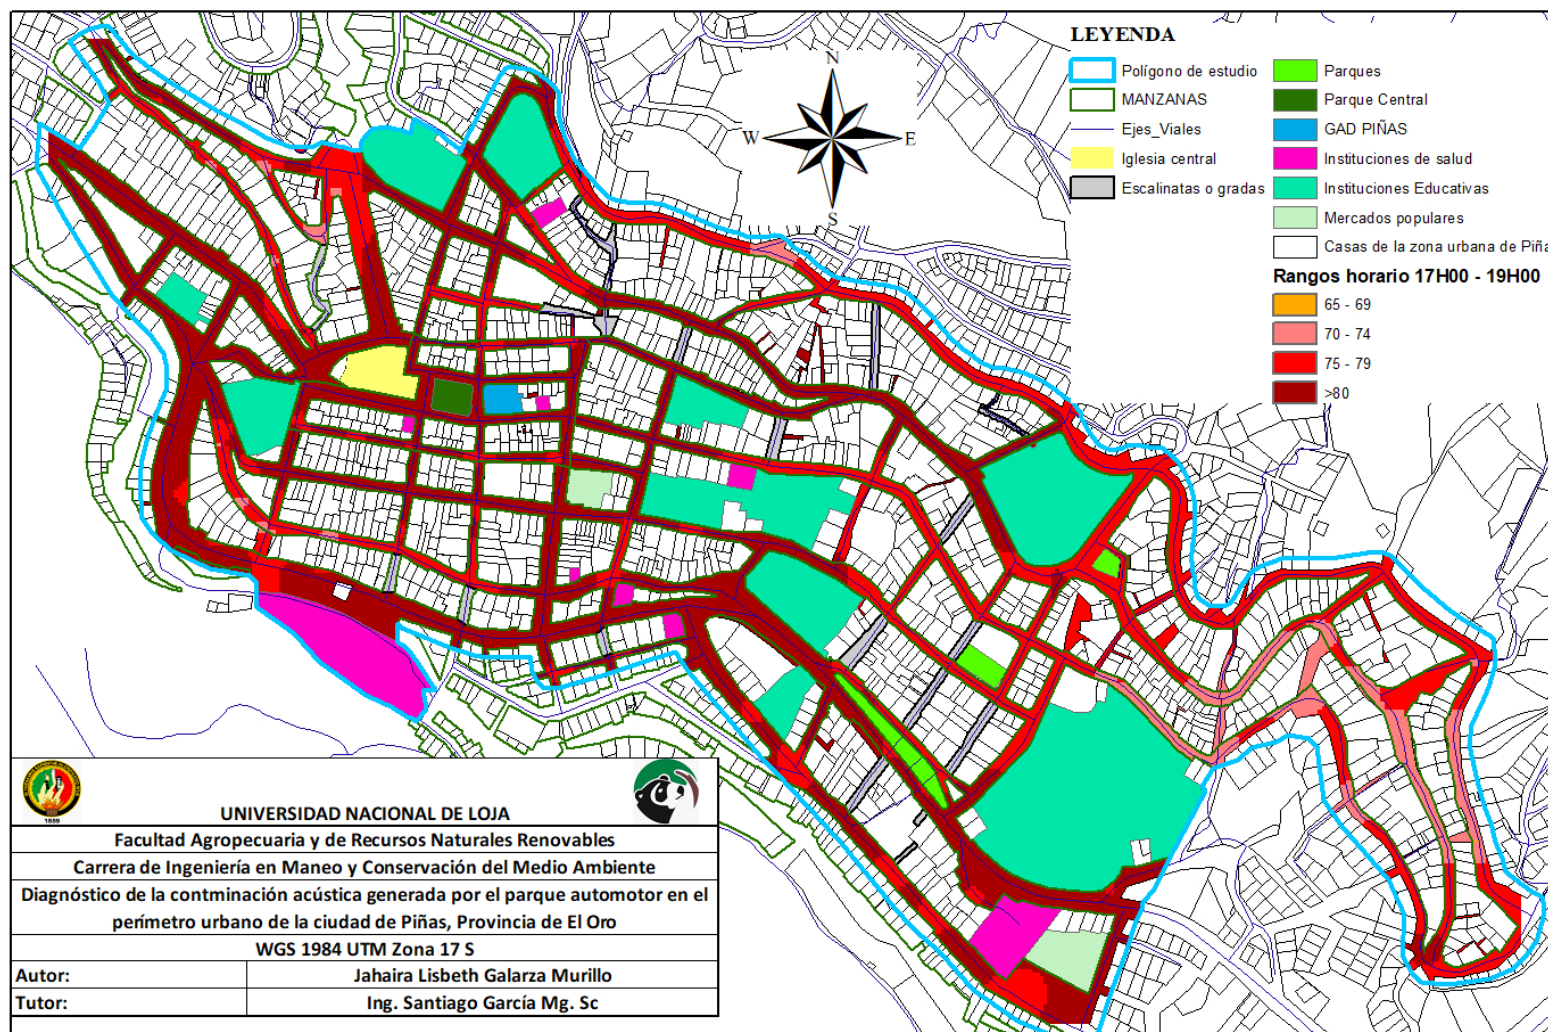 LEYENDA
Polígono de estudio
MANZANAS
Ejes_Viales
Iglesia central
Escalinatas o gradas
Parques
Parque Central
GAD PIÑAS
Instituciones de salud
Instituciones Educativas
Mercados populares
Casas de la zona urbana de Piña
Rangos horario 17H00 - 19H00
65 - 69
70 - 74
75 - 79
>80
N
W
E
S
1859
UNIVERSIDAD NACIONAL DE LOJA
Facultad Agropecuaria y de Recursos Naturales Renovables
Carrera de Ingeniería en Maneo y Conservación del Medio Ambiente
Diagnóstico de la contminación acústica generada por el parque automotor en el
perímetro urbano de la ciudad de Piñas, Provincia de El Oro
WGS 1984 UTM Zona 17 S
Autor: Jahaira Lisbeth Galarza Murillo
Tutor: Ing. Santiago García Mg. Sc